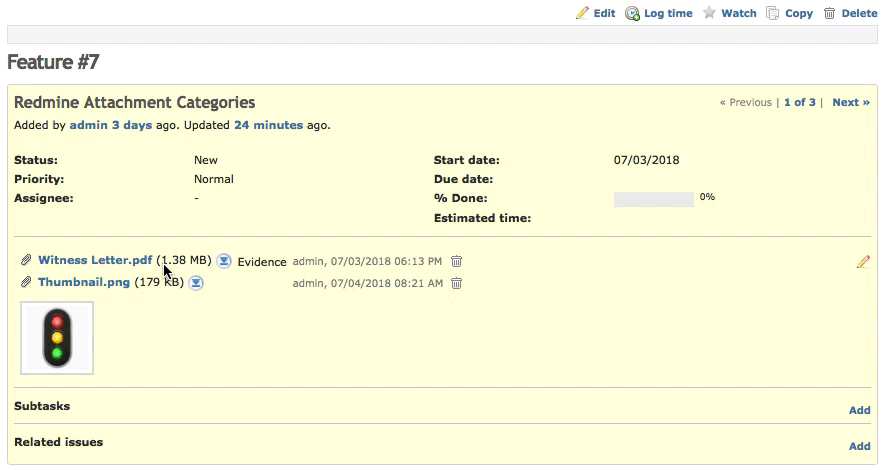 Edit Log time Watch Copy Delete
Feature #7
Redmine Attachment Categories « Previous | 1 of 3 | Next »
Added by admin 3 days ago. Updated 24 minutes ago.
Status: New Start date: 07/03/2018
Priority: Normal Due date:
Assignee: - % Done: 0%
Estimated time:
Witness Letter.pdf (1.38 MB) Evidence admin, 07/03/2018 06:13 PM
Thumbnail.png (179 KB) admin, 07/04/2018 08:21 AM
Subtasks Add
Related issues Add